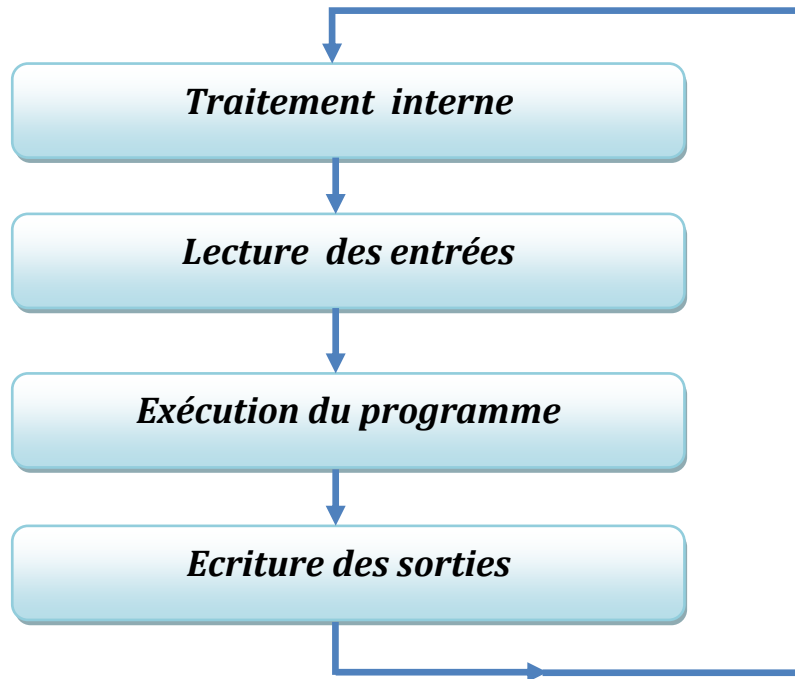 Traitement interne
Lecture des entrées
Exécution du programme
Ecriture des sorties